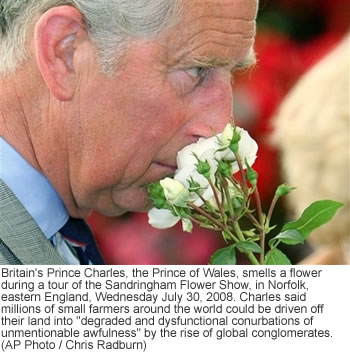 Britain's Prince Charles, the Prince of Wales, smells a flower
during a tour of the Sandringham Flower Show, in Norfolk,
eastern England, Wednesday July 30, 2008. Charles said
millions of small farmers around the world could be driven off
their land into "degraded and dysfunctional conurbations of
unmentionable awfulness" by the rise of global conglomerates.
(AP Photo / Chris Radburn)